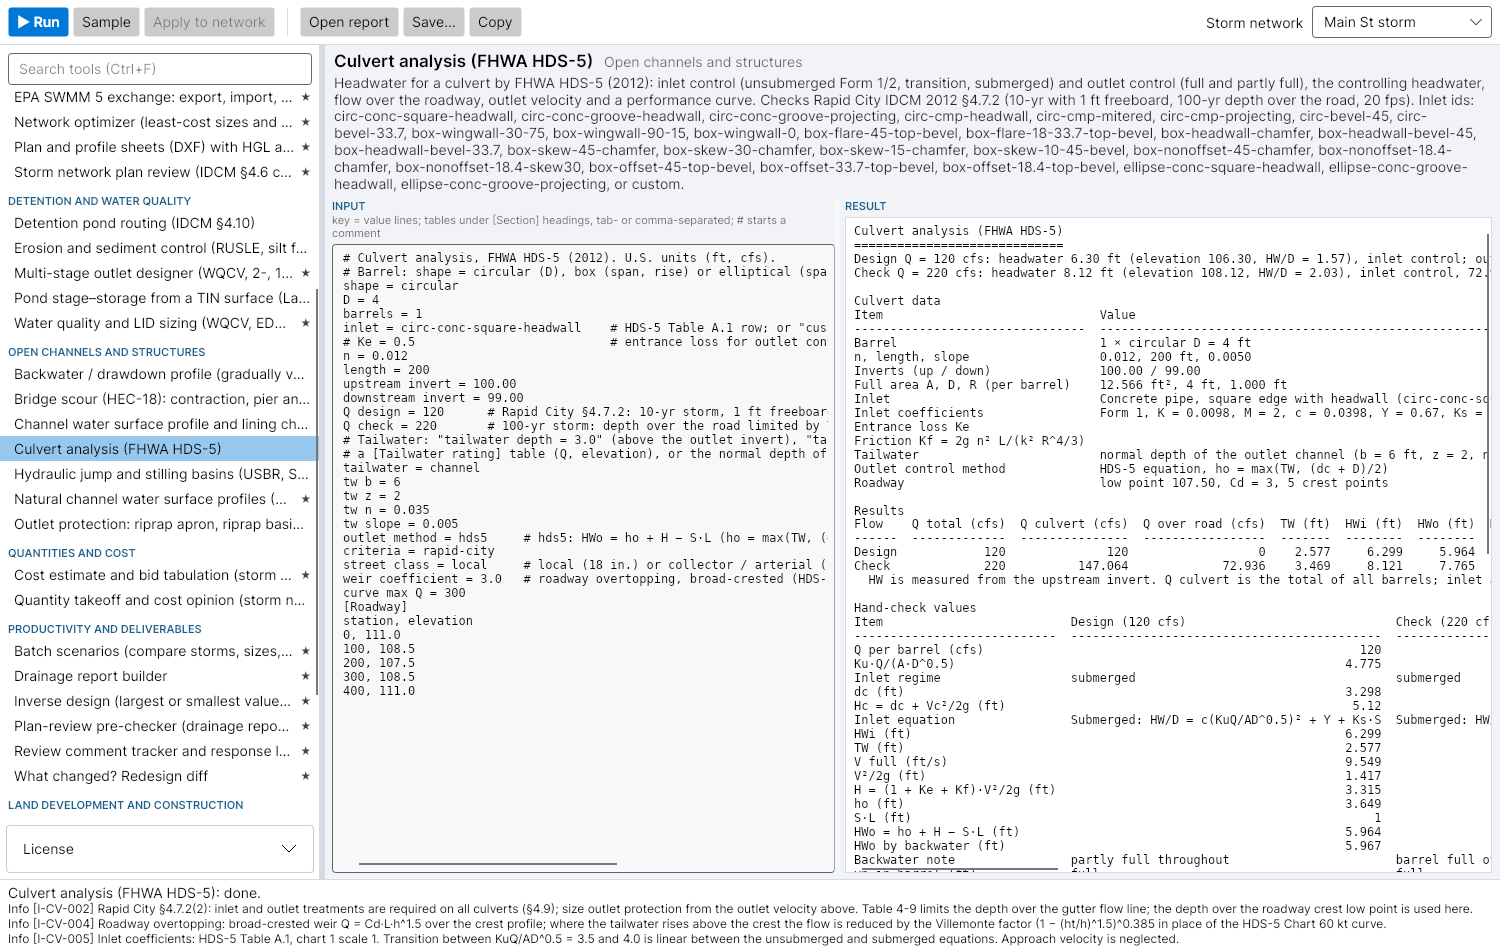 Run
Sample
Apply to network
Open report
Save...
Copy
Storm network
Main St storm
Search tools (Ctrl+F)
EPA SWMM 5 exchange: export, import, ... ★
Network optimizer (least-cost sizes and ... ★
Plan and profile sheets (DXF) with HGL a... ★
Storm network plan review (IDCM §4.6 c... ★
DETENTION AND WATER QUALITY
Detention pond routing (IDCM §4.10)
Erosion and sediment control (RUSLE, silt f...
Multi-stage outlet designer (WQCV, 2-, 1... ★
Pond stage–storage from a TIN surface (La...
Water quality and LID sizing (WQCV, ED... ★
OPEN CHANNELS AND STRUCTURES
Backwater / drawdown profile (gradually v...
Bridge scour (HEC-18): contraction, pier an...
Channel water surface profile and lining ch...
Culvert analysis (FHWA HDS-5)
Hydraulic jump and stilling basins (USBR, S...
Natural channel water surface profiles (... ★
Outlet protection: riprap apron, riprap basi...
QUANTITIES AND COST
Cost estimate and bid tabulation (storm ... ★
Quantity takeoff and cost opinion (storm n...
PRODUCTIVITY AND DELIVERABLES
Batch scenarios (compare storms, sizes,... ★
Drainage report builder
Inverse design (largest or smallest value... ★
Plan-review pre-checker (drainage repo... ★
Review comment tracker and response l... ★
What changed? Redesign diff ★
LAND DEVELOPMENT AND CONSTRUCTION
License
Culvert analysis (FHWA HDS-5) Open channels and structures
Headwater for a culvert by FHWA HDS-5 (2012): inlet control (unsubmerged Form 1/2, transition, submerged) and outlet control (full and partly full), the controlling headwater,
flow over the roadway, outlet velocity and a performance curve. Checks Rapid City IDCM 2012 §4.7.2 (10-yr with 1 ft freeboard, 100-yr depth over the road, 20 fps). Inlet ids:
circ-conc-square-headwall, circ-conc-groove-headwall, circ-conc-groove-projecting, circ-cmp-headwall, circ-cmp-mitered, circ-cmp-projecting, circ-bevel-45, circ-
bevel-33.7, box-wingwall-30-75, box-wingwall-90-15, box-wingwall-0, box-flare-45-top-bevel, box-flare-18-33.7-top-bevel, box-headwall-chamfer, box-headwall-bevel-45,
box-headwall-bevel-33.7, box-skew-45-chamfer, box-skew-30-chamfer, box-skew-15-chamfer, box-skew-10-45-bevel, box-nonoffset-45-chamfer, box-nonoffset-18.4-
chamfer, box-nonoffset-18.4-skew30, box-offset-45-top-bevel, box-offset-33.7-top-bevel, box-offset-18.4-top-bevel, ellipse-conc-square-headwall, ellipse-conc-groove-
headwall, ellipse-conc-groove-projecting, or custom.
INPUT
key = value lines; tables under [Section] headings, tab- or comma-separated; # starts a
comment
# Culvert analysis, FHWA HDS-5 (2012). U.S. units (ft, cfs).
# Barrel: shape = circular (D), box (span, rise) or elliptical (spa
shape = circular
D = 4
barrels = 1
inlet = circ-conc-square-headwall # HDS-5 Table A.1 row; or "cus
# Ke = 0.5 # entrance loss for outlet con
n = 0.012
length = 200
upstream invert = 100.00
downstream invert = 99.00
Q design = 120 # Rapid City §4.7.2: 10-yr storm, 1 ft freeboar
Q check = 220 # 100-yr storm: depth over the road limited by
# Tailwater: "tailwater depth = 3.0" (above the outlet invert), "ta
# a [Tailwater rating] table (Q, elevation), or the normal depth of
tailwater = channel
tw b = 6
tw z = 2
tw n = 0.035
tw slope = 0.005
outlet method = hds5 # hds5: HWo = ho + H − S·L (ho = max(TW, (
criteria = rapid-city
street class = local # local (18 in.) or collector / arterial (
weir coefficient = 3.0 # roadway overtopping, broad-crested (HDS-
curve max Q = 300
[Roadway]
station, elevation
0, 111.0
100, 108.5
200, 107.5
300, 108.5
400, 111.0
RESULT
Culvert analysis (FHWA HDS-5)
=============================
Design Q = 120 cfs: headwater 6.30 ft (elevation 106.30, HW/D = 1.57), inlet control; ou
Check Q = 220 cfs: headwater 8.12 ft (elevation 108.12, HW/D = 2.03), inlet control, 72.
Culvert data
Item Value
Barrel 1 × circular D = 4 ft
n, length, slope 0.012, 200 ft, 0.0050
Inverts (up / down) 100.00 / 99.00
Full area A, D, R (per barrel) 12.566 ft², 4 ft, 1.000 ft
Inlet Concrete pipe, square edge with headwall (circ-conc-sq
Inlet coefficients Form 1, K = 0.0098, M = 2, c = 0.0398, Y = 0.67, Ks =
Entrance loss Ke
Friction Kf = 2g n² L/(k² R^4/3)
Tailwater normal depth of the outlet channel (b = 6 ft, z = 2, n
Outlet control method HDS-5 equation, ho = max(TW, (dc + D)/2)
Roadway low point 107.50, Cd = 3, 5 crest points
Results
Flow Q total (cfs) Q culvert (cfs) Q over road (cfs) TW (ft) HWi (ft) HWo (ft)
Design 120 120 0 2.577 6.299 5.964
Check 220 147.064 72.936 3.469 8.121 7.765
HW is measured from the upstream invert. Q culvert is the total of all barrels; inlet
Hand-check values
Item Design (120 cfs) Check (220 cf
Q per barrel (cfs) 120
Ku·Q/(A·D^0.5) 4.775
Inlet regime submerged submerged
dc (ft) 3.298
Hc = dc + Vc²/2g (ft) 5.12
Inlet equation Submerged: HW/D = c(KuQ/AD^0.5)² + Y + Ks·S Submerged: HW
HWi (ft) 6.299
TW (ft) 2.577
V full (ft/s) 9.549
V²/2g (ft) 1.417
H = (1 + Ke + Kf)·V²/2g (ft) 3.315
ho (ft) 3.649
S·L (ft) 1
HWo = ho + H − S·L (ft) 5.964
HWo by backwater (ft) 5.967
Backwater note partly full throughout barrel full o
Culvert analysis (FHWA HDS-5): done.
Info [I-CV-002] Rapid City §4.7.2(2): inlet and outlet treatments are required on all culverts (§4.9); size outlet protection from the outlet velocity above. Table 4-9 limits the depth over the gutter flow line; the depth over the roadway crest low point is used here.
Info [I-CV-004] Roadway overtopping: broad-crested weir Q = Cd·L·h^1.5 over the crest profile; where the tailwater rises above the crest the flow is reduced by the Villemonte factor (1 − (ht/h)^1.5)^0.385 in place of the HDS-5 Chart 60 kt curve.
Info [I-CV-005] Inlet coefficients: HDS-5 Table A.1, chart 1 scale 1. Transition between KuQ/AD^0.5 = 3.5 and 4.0 is linear between the unsubmerged and submerged equations. Approach velocity is neglected.